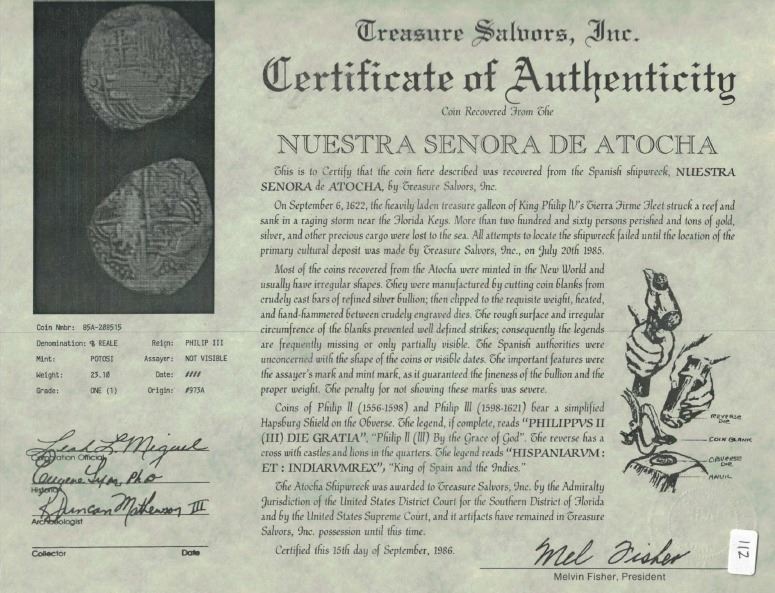 Treasure Salvors, Inc.
Certificate of Authenticity
Coin Recovered From The
NUESTRA SENORA DE ATOCHA
This is to Certify that the coin here described was recovered from the Spanish shipwreck, NUESTRA
SENORA de ATOCHA, by Treasure Salvors, Inc.
On September 6, 1622, the heavily laden treasure galleon of King Philip IV's Tierra Firme Fleet struck a reef and
sank in a raging storm near the Florida Keys. More than two hundred and sixty persons perished and tons of gold,
silver, and other precious cargo were lost to the sea. All attempts to locate the shipwreck failed until the location of the
primary cultural deposit was made by Treasure Salvors, Inc., on July 20th 1985.
Most of the coins recovered from the Atocha were minted in the New World and
usually have irregular shapes. They were manufactured by cutting coin blanks from
crudely cast bars of refined silver bullion; then clipped to the requisite weight, heated,
and hand-hammered between crudely engraved dies. The rough surface and irregular
circumfrence of the blanks prevented well defined strikes; consequently the legends
are frequently missing or only partially visible. The Spanish authorities were
unconcerned with the shape of the coins or visible dates. The important features were
the assayer's mark and mint mark, as it guaranteed the fineness of the bullion and the
proper weight. The penalty for not showing these marks was severe.
Coins of Philip II (1556-1598) and Philip III (1598-1621) bear a simplified
Hapsburg Shield on the Obverse. The legend, if complete, reads "PHILIPPVS II
(III) DIE GRATIA", "Philip II (III) By the Grace of God". The reverse has a
cross with castles and lions in the quarters. The legend reads "HISPANIARVM :
ET : INDIARVMREX", "King of Spain and the Indies."
The Atocha Shipwreck was awarded to Treasure Salvors, Inc. by the Admiralty
Jurisdiction of the United States District Court for the Southern District of Florida
and by the United States Supreme Court, and it artifacts have remained in Treasure
Salvors, Inc. possession until this time.
Certified this 15th day of September, 1986.
Coin Nmbr: 85A-208515
Denomination: REALE Reign: PHILIP III
Mint: POTOSI Assayer: NOT VISIBLE
Weight: 23.10 Date: ####
Grade: ONE (1) Origin: #973A
Leah L Miguel
Corporation Official
Eugene Lyon, PhD
Historian
R Duncan Mathewson III
Archaeologist
Collector Date
REVERSE DIE
COIN BLANK
OBVERSE DIE
ANVIL
Mel Fisher
Melvin Fisher, President
112